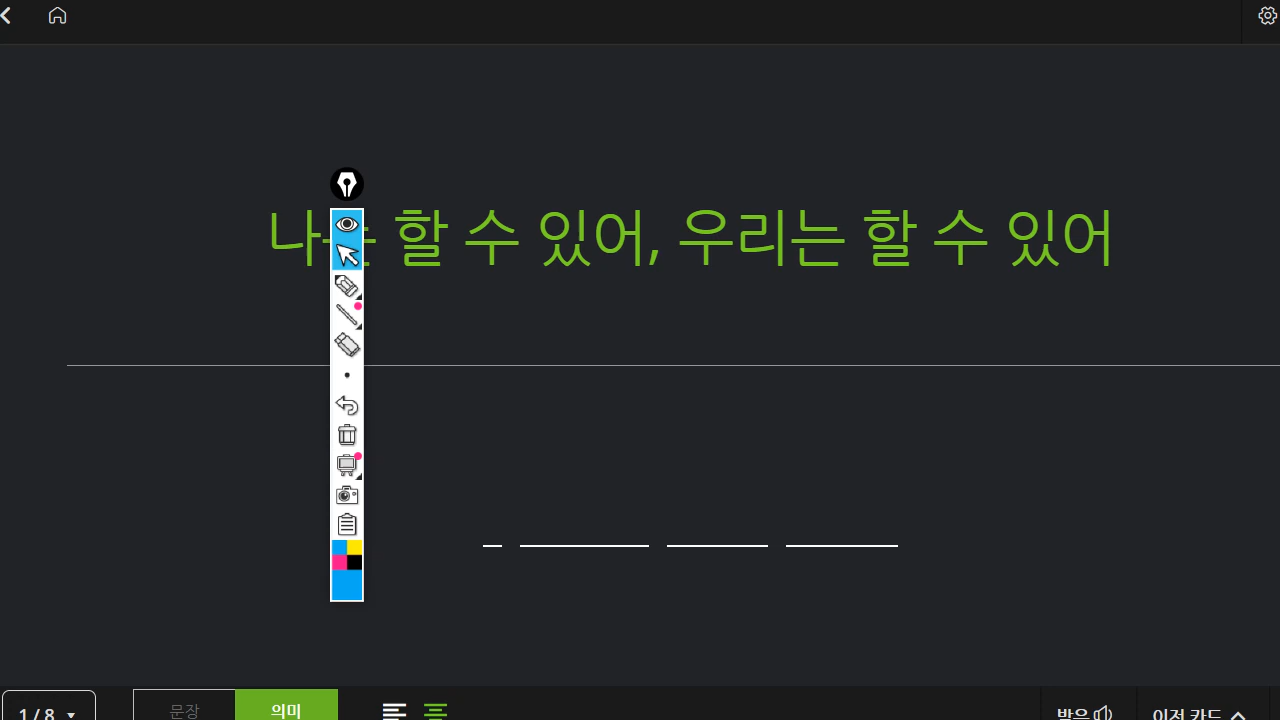 나는 할 수 있어, 우리는 할 수 있어
1 / 8
문장
의미
발음
이전 카드